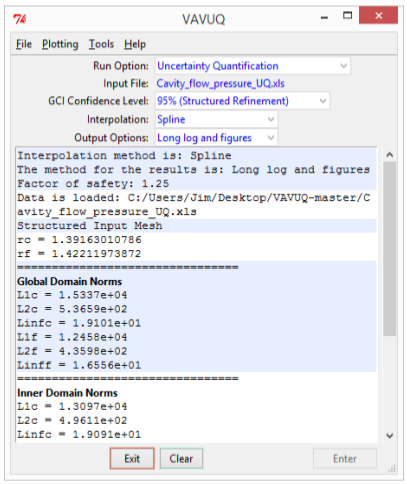 VAVUQ
File Plotting Tools Help
Run Option: Uncertainty Quantification
Input File: Cavity_flow_pressure_UQ.xls
GCI Confidence Level: 95% (Structured Refinement)
Interpolation: Spline
Output Options: Long log and figures
Interpolation method is: Spline
The method for the results is: Long log and figures
Factor of safety: 1.25
Data is loaded: C:/Users/Jim/Desktop/VAVUQ-master/C
avity_flow_pressure_UQ.xls
Structured Input Mesh
rc = 1.39163010786
rf = 1.42211973872
==============================
Global Domain Norms
L1c = 1.5337e+04
L2c = 5.3659e+02
Linfc = 1.9101e+01
L1f = 1.2458e+04
L2f = 4.3598e+02
Linff = 1.6556e+01
==============================
Inner Domain Norms
L1c = 1.3097e+04
L2c = 4.9611e+02
Linfc = 1.9091e+01
Exit Clear Enter